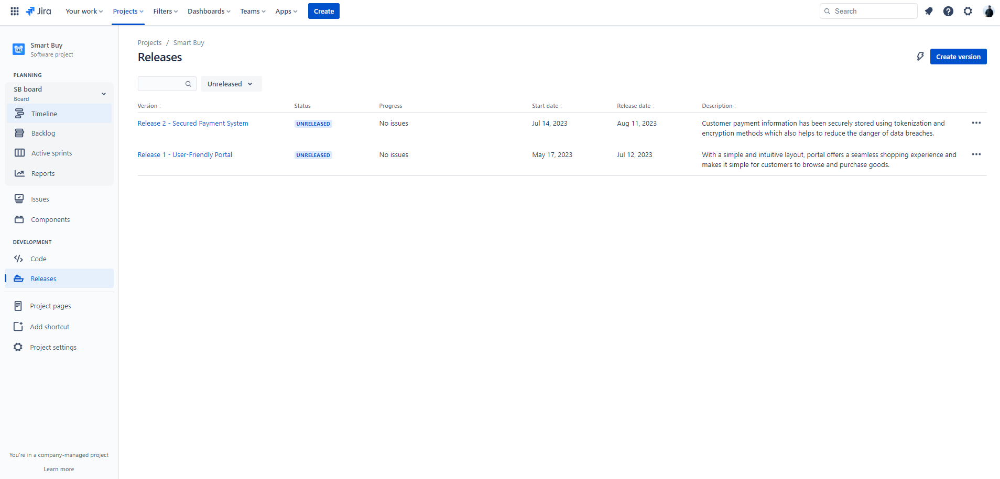 Jira
Your work
Projects
Filters
Dashboards
Teams
Apps
Create
Search
Smart Buy
Software project
PLANNING
SB board
Board
Timeline
Backlog
Active sprints
Reports
Issues
Components
DEVELOPMENT
Code
Releases
Project pages
Add shortcut
Project settings
You're in a company-managed project
Learn more
Projects / Smart Buy
Releases
Create version
Unreleased
Version Status Progress Start date Release date Description
Release 2 - Secured Payment System UNRELEASED No issues Jul 14, 2023 Aug 11, 2023 Customer payment information has been securely stored using tokenization and
encryption methods which also helps to reduce the danger of data breaches.
Release 1 - User-Friendly Portal UNRELEASED No issues May 17, 2023 Jul 12, 2023 With a simple and intuitive layout, portal offers a seamless shopping experience and
makes it simple for customers to browse and purchase goods.